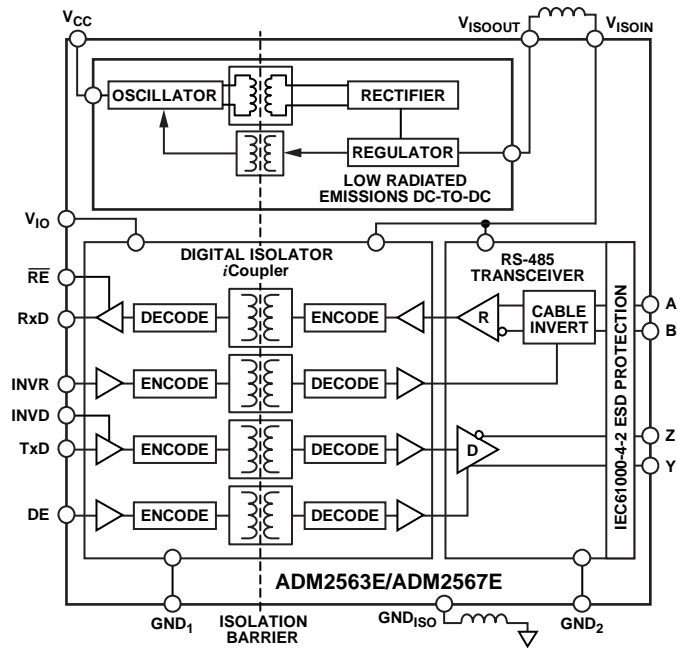 VCC
VISOOUT
VISOIN
OSCILLATOR
RECTIFIER
REGULATOR
LOW RADIATED
EMISSIONS DC-TO-DC
VIO
DIGITAL ISOLATOR
iCoupler
RS-485
TRANSCEIVER
RE
RxD
DECODE
ENCODE
R
CABLE
INVERT
A
B
INVR
ENCODE
DECODE
INVD
TxD
ENCODE
DECODE
D
Z
Y
DE
ENCODE
DECODE
IEC61000-4-2 ESD PROTECTION
ADM2563E/ADM2567E
GND1
ISOLATION
BARRIER
GNDISO
GND2